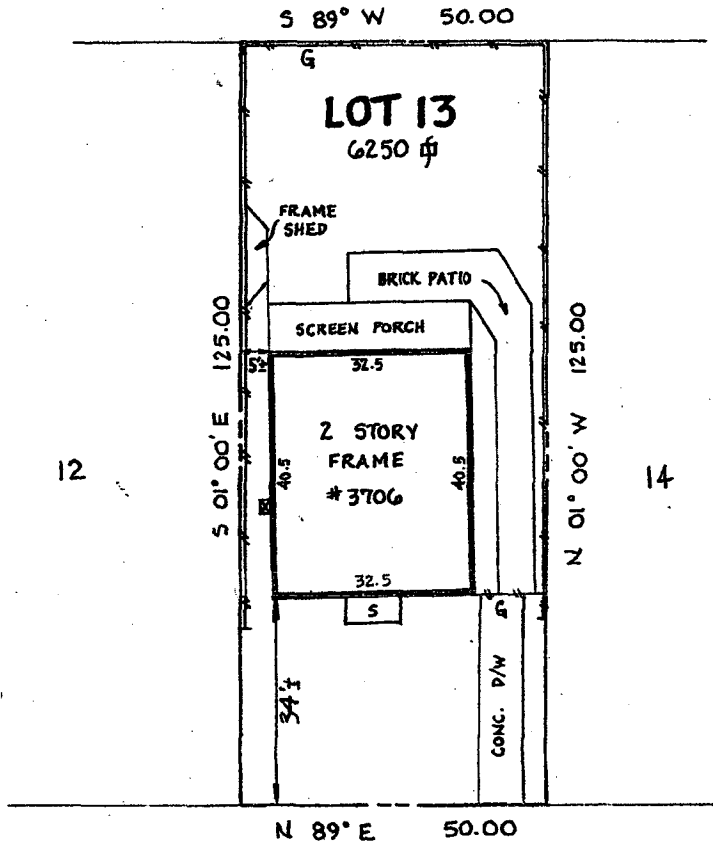 S 89° W 50.00
G
LOT 13
6250 ▯
FRAME
SHED
BRICK PATIO
SCREEN PORCH
S 01° 00' E 125.00
N 01° 00' W 125.00
5'±
32.5
2 STORY
FRAME
# 3706
40.5
40.5
12
14
32.5
S
G
34'±
CONC. D/W
N 89° E 50.00